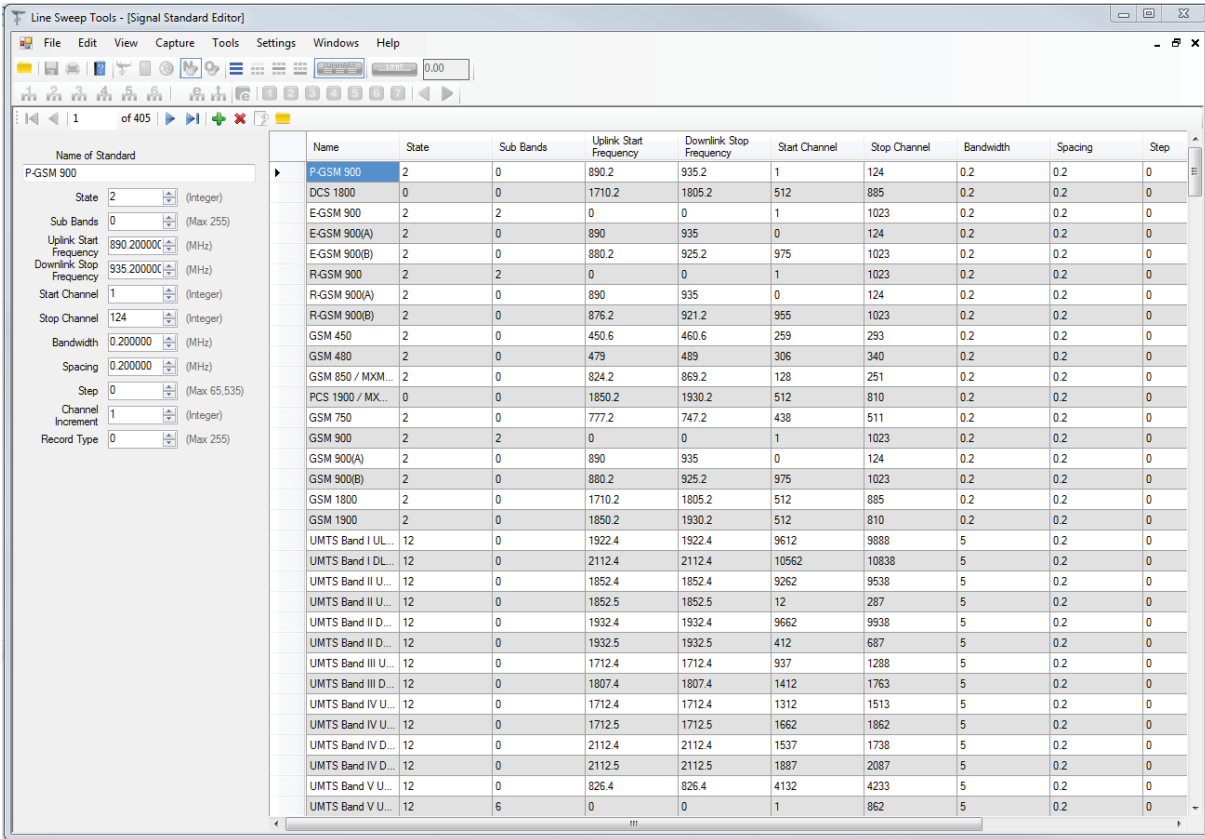 Line Sweep Tools - [Signal Standard Editor]
File Edit View Capture Tools Settings Windows Help
SUMMARY LIMIT 0.00
1 2 3 4 5 6 e e 1 2 3 4 5 6 7
1 of 405
Name of Standard
P-GSM 900
State 2 (Integer)
Sub Bands 0 (Max 255)
Uplink Start Frequency 890.20000C (MHz)
Downlink Stop Frequency 935.20000C (MHz)
Start Channel 1 (Integer)
Stop Channel 124 (Integer)
Bandwidth 0.200000 (MHz)
Spacing 0.200000 (MHz)
Step 0 (Max 65,535)
Channel Increment 1 (Integer)
Record Type 0 (Max 255)
Name State Sub Bands Uplink Start Frequency Downlink Stop Frequency Start Channel Stop Channel Bandwidth Spacing Step
P-GSM 900 2 0 890.2 935.2 1 124 0.2 0.2 0
DCS 1800 0 0 1710.2 1805.2 512 885 0.2 0.2 0
E-GSM 900 2 2 0 0 1 1023 0.2 0.2 0
E-GSM 900(A) 2 0 890 935 0 124 0.2 0.2 0
E-GSM 900(B) 2 0 880.2 925.2 975 1023 0.2 0.2 0
R-GSM 900 2 2 0 0 1 1023 0.2 0.2 0
R-GSM 900(A) 2 0 890 935 0 124 0.2 0.2 0
R-GSM 900(B) 2 0 876.2 921.2 955 1023 0.2 0.2 0
GSM 450 2 0 450.6 460.6 259 293 0.2 0.2 0
GSM 480 2 0 479 489 306 340 0.2 0.2 0
GSM 850 / MXM... 2 0 824.2 869.2 128 251 0.2 0.2 0
PCS 1900 / MX... 0 0 1850.2 1930.2 512 810 0.2 0.2 0
GSM 750 2 0 777.2 747.2 438 511 0.2 0.2 0
GSM 900 2 2 0 0 1 1023 0.2 0.2 0
GSM 900(A) 2 0 890 935 0 124 0.2 0.2 0
GSM 900(B) 2 0 880.2 925.2 975 1023 0.2 0.2 0
GSM 1800 2 0 1710.2 1805.2 512 885 0.2 0.2 0
GSM 1900 2 0 1850.2 1930.2 512 810 0.2 0.2 0
UMTS Band I UL... 12 0 1922.4 1922.4 9612 9888 5 0.2 0
UMTS Band I DL... 12 0 2112.4 2112.4 10562 10838 5 0.2 0
UMTS Band II U... 12 0 1852.4 1852.4 9262 9538 5 0.2 0
UMTS Band II U... 12 0 1852.5 1852.5 12 287 5 0.2 0
UMTS Band II D... 12 0 1932.4 1932.4 9662 9938 5 0.2 0
UMTS Band II D... 12 0 1932.5 1932.5 412 687 5 0.2 0
UMTS Band III U... 12 0 1712.4 1712.4 937 1288 5 0.2 0
UMTS Band III D... 12 0 1807.4 1807.4 1412 1763 5 0.2 0
UMTS Band IV U... 12 0 1712.4 1712.4 1312 1513 5 0.2 0
UMTS Band IV U... 12 0 1712.5 1712.5 1662 1862 5 0.2 0
UMTS Band IV D... 12 0 2112.4 2112.4 1537 1738 5 0.2 0
UMTS Band IV D... 12 0 2112.5 2112.5 1887 2087 5 0.2 0
UMTS Band V U... 12 0 826.4 826.4 4132 4233 5 0.2 0
UMTS Band V U... 12 6 0 0 1 862 5 0.2 0